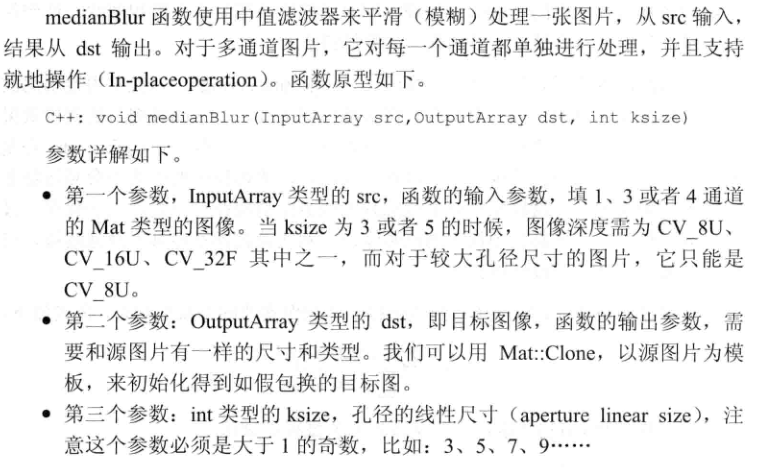 medianBlur 函数使用中值滤波器来平滑（模糊）处理一张图片，从 src 输入，
结果从 dst 输出。对于多通道图片，它对每一个通道都单独进行处理，并且支持
就地操作（In-placeoperation）。函数原型如下。
C++: void medianBlur(InputArray src,OutputArray dst, int ksize)
参数详解如下。
● 第一个参数，InputArray 类型的 src，函数的输入参数，填 1、3 或者 4 通道
的 Mat 类型的图像。当 ksize 为 3 或者 5 的时候，图像深度需为 CV_8U、
CV_16U、CV_32F 其中之一，而对于较大孔径尺寸的图片，它只能是
CV_8U。
● 第二个参数：OutputArray 类型的 dst，即目标图像，函数的输出参数，需
要和源图片有一样的尺寸和类型。我们可以用 Mat::Clone，以源图片为模
板，来初始化得到如假包换的目标图。
● 第三个参数：int 类型的 ksize，孔径的线性尺寸（aperture linear size），注
意这个参数必须是大于 1 的奇数，比如：3、5、7、9……